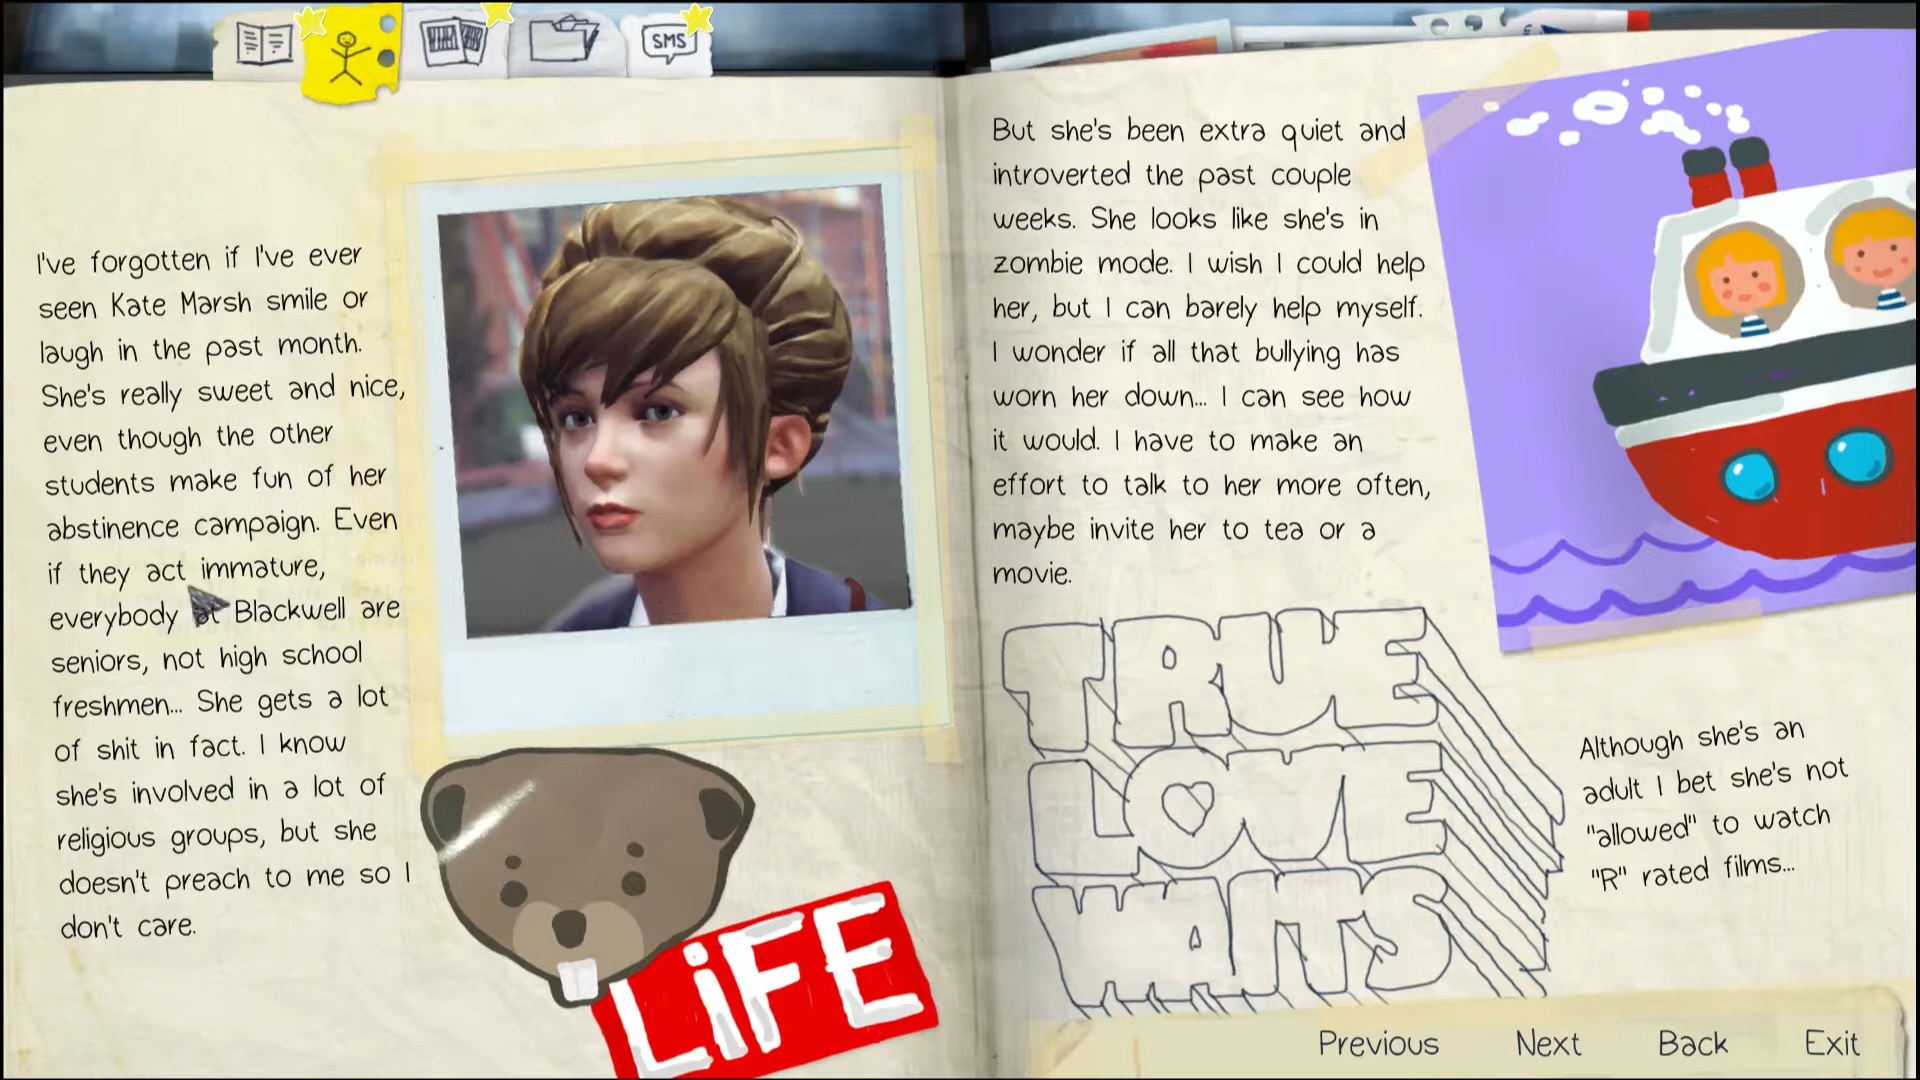 SMS
I've forgotten if I've ever
seen Kate Marsh smile or
laugh in the past month.
She's really sweet and nice,
even though the other
students make fun of her
abstinence campaign. Even
if they act immature,
everybody at Blackwell are
seniors, not high school
freshmen... She gets a lot
of shit in fact. I know
she's involved in a lot of
religious groups, but she
doesn't preach to me so I
don't care.
LiFE
But she's been extra quiet and
introverted the past couple
weeks. She looks like she's in
zombie mode. I wish I could help
her, but I can barely help myself.
I wonder if all that bullying has
worn her down... I can see how
it would. I have to make an
effort to talk to her more often,
maybe invite her to tea or a
movie.
TRUE
LOVE
WAITS
Although she's an
adult I bet she's not
"allowed" to watch
"R" rated films...
Previous Next Back Exit